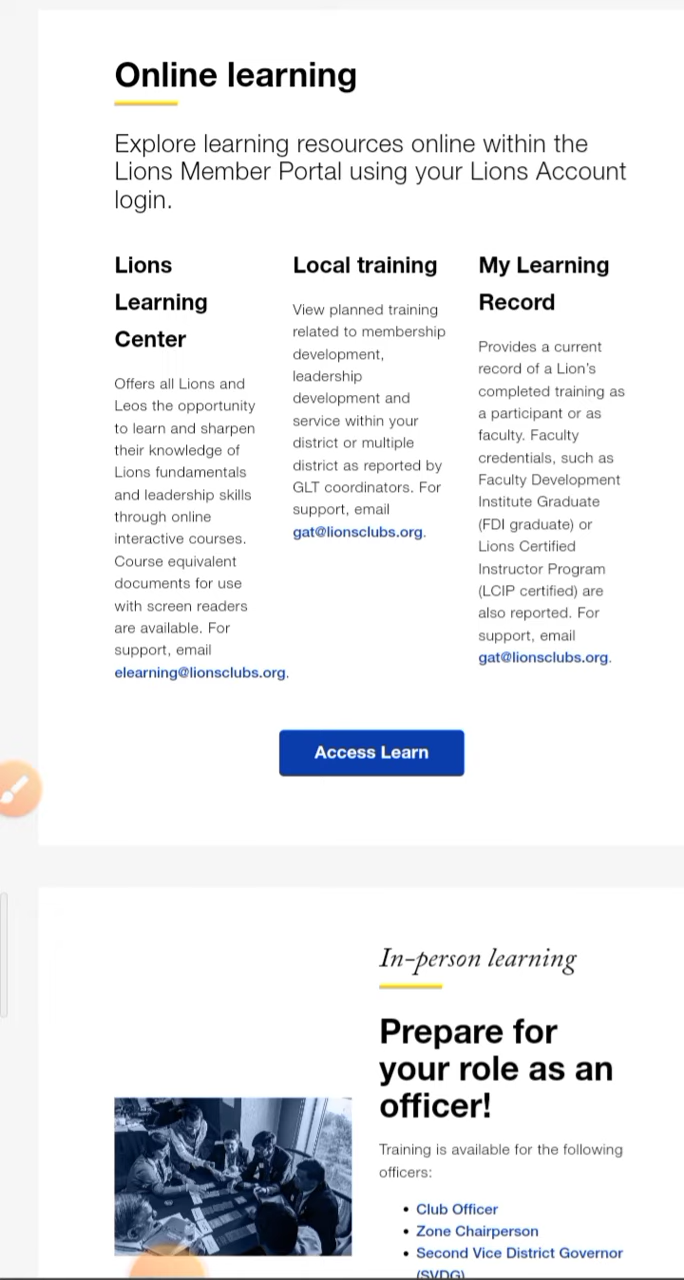 Online learning
Explore learning resources online within the
Lions Member Portal using your Lions Account
login.
Lions
Learning
Center
Offers all Lions and
Leos the opportunity
to learn and sharpen
their knowledge of
Lions fundamentals
and leadership skills
through online
interactive courses.
Course equivalent
documents for use
with screen readers
are available. For
support, email
elearning@lionsclubs.org.
Local training
View planned training
related to membership
development,
leadership
development and
service within your
district or multiple
district as reported by
GLT coordinators. For
support, email
gat@lionsclubs.org.
My Learning
Record
Provides a current
record of a Lion's
completed training as
a participant or as
faculty. Faculty
credentials, such as
Faculty Development
Institute Graduate
(FDI graduate) or
Lions Certified
Instructor Program
(LCIP certified) are
also reported. For
support, email
gat@lionsclubs.org.
Access Learn
In-person learning
Prepare for
your role as an
officer!
Training is available for the following
officers:
• Club Officer
• Zone Chairperson
• Second Vice District Governor
(SVDG)